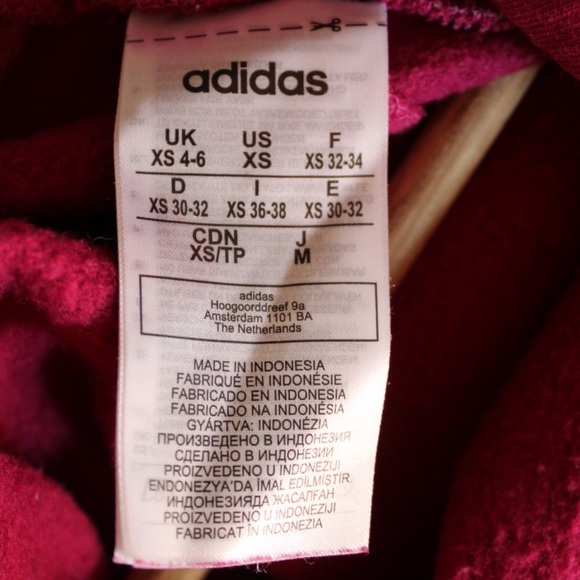 adidas
UK US F
XS 4-6 XS XS 32-34
D I E
XS 30-32 XS 36-38 XS 30-32
CDN J
XS/TP M
adidas
Hoogoorddreef 9a
Amsterdam 1101 BA
The Netherlands
MADE IN INDONESIA
FABRIQUÉ EN INDONÉSIE
FABRICADO EN INDONESIA
FABRICADO NA INDONÉSIA
GYÁRTVA: INDONÉZIA
ПРОИЗВЕДЕНО В ИНДОНЕЗИЯ
СДЕЛАНО В ИНДОНЕЗИИ
PROIZVEDENO U INDONEZIJI
ENDONEZYA'DA İMAL EDİLMİSTİR.
ИНДОНЕЗИЯДА ЖАСАЛҒАН
PROIZVEDENO U INDONEZIJI
FABRICAT ÎN INDONEZIA